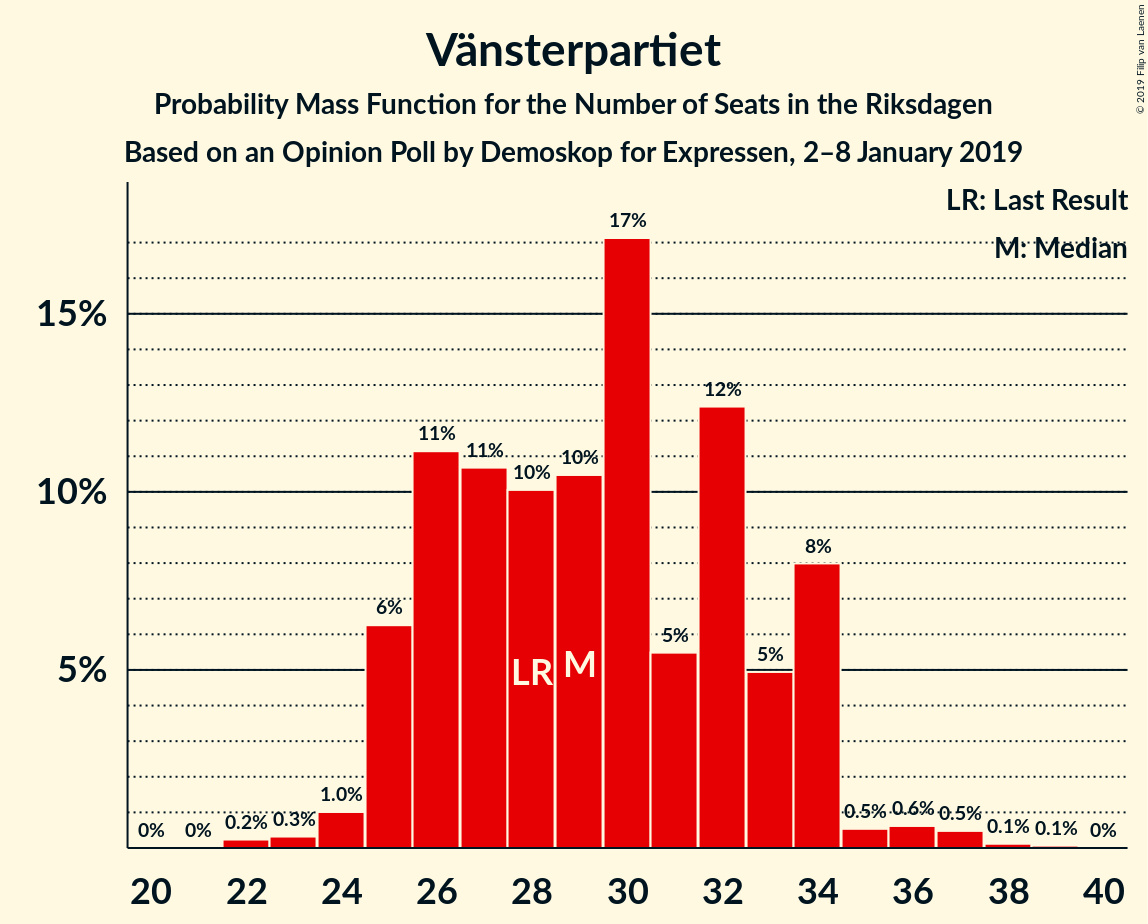 Vänsterpartiet
Probability Mass Function for the Number of Seats in the Riksdagen
Based on an Opinion Poll by Demoskop for Expressen, 2–8 January 2019
© 2019 Filip van Laenen
LR: Last Result
M: Median
17%
15%
12%
11%
11%
10%
10%
10%
8%
6%
5%
5%
5%
LR
M
1.0%
0%
0%
0.2%
0.3%
0.5%
0.6%
0.5%
0.1%
0.1%
0%
20 22 24 26 28 30 32 34 36 38 40